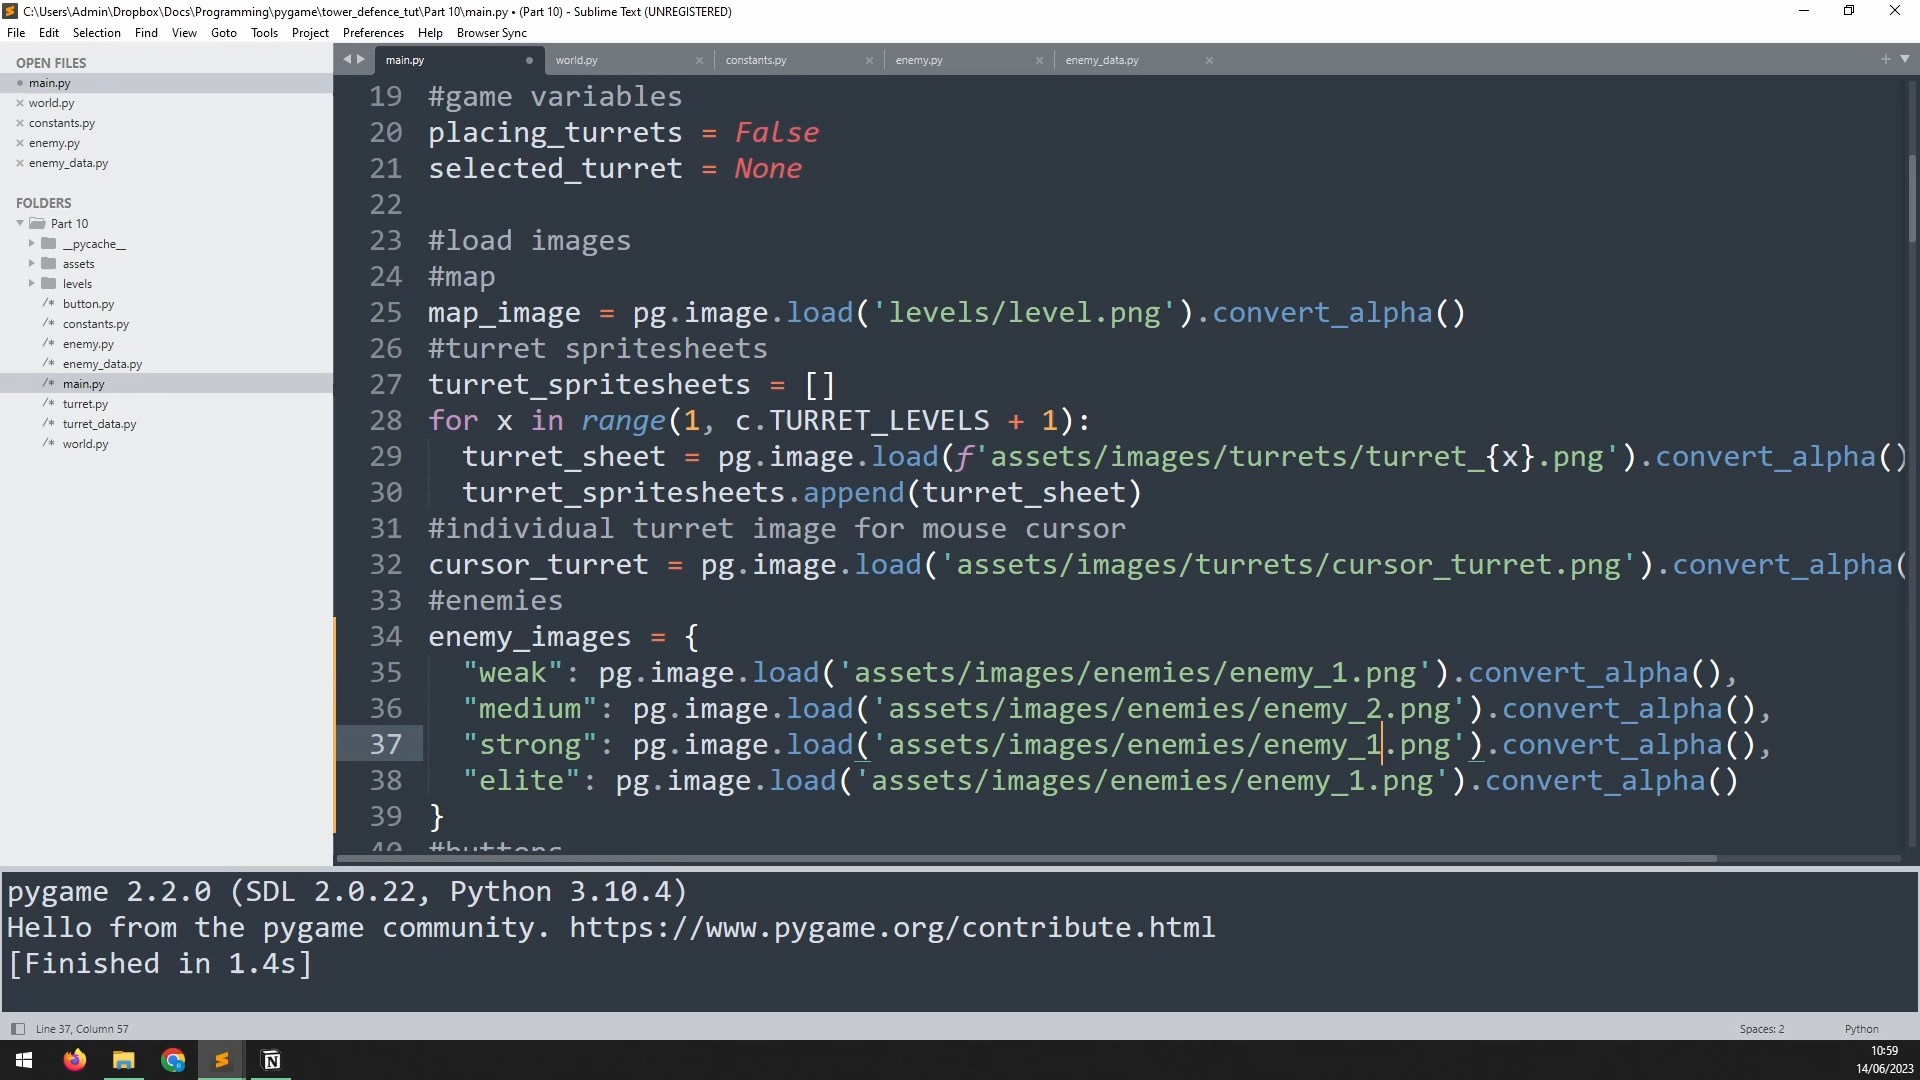 C:\Users\Admin\Dropbox\Docs\Programming\pygame\tower_defence_tut\Part 10\main.py • (Part 10) - Sublime Text (UNREGISTERED)
File Edit Selection Find View Goto Tools Project Preferences Help Browser Sync
OPEN FILES
main.py
world.py
constants.py
enemy.py
enemy_data.py
FOLDERS
Part 10
__pycache__
assets
levels
button.py
constants.py
enemy.py
enemy_data.py
main.py
turret.py
turret_data.py
world.py
main.py world.py constants.py enemy.py enemy_data.py
19 #game variables
20 placing_turrets = False
21 selected_turret = None
22
23 #load images
24 #map
25 map_image = pg.image.load('levels/level.png').convert_alpha()
26 #turret spritesheets
27 turret_spritesheets = []
28 for x in range(1, c.TURRET_LEVELS + 1):
29   turret_sheet = pg.image.load(f'assets/images/turrets/turret_{x}.png').convert_alpha()
30   turret_spritesheets.append(turret_sheet)
31 #individual turret image for mouse cursor
32 cursor_turret = pg.image.load('assets/images/turrets/cursor_turret.png').convert_alpha(
33 #enemies
34 enemy_images = {
35   "weak": pg.image.load('assets/images/enemies/enemy_1.png').convert_alpha(),
36   "medium": pg.image.load('assets/images/enemies/enemy_2.png').convert_alpha(),
37   "strong": pg.image.load('assets/images/enemies/enemy_1.png').convert_alpha(),
38   "elite": pg.image.load('assets/images/enemies/enemy_1.png').convert_alpha()
39 }
40 #buttons
pygame 2.2.0 (SDL 2.0.22, Python 3.10.4)
Hello from the pygame community. https://www.pygame.org/contribute.html
[Finished in 1.4s]
Line 37, Column 57 Spaces: 2 Python
10:59
14/06/2023